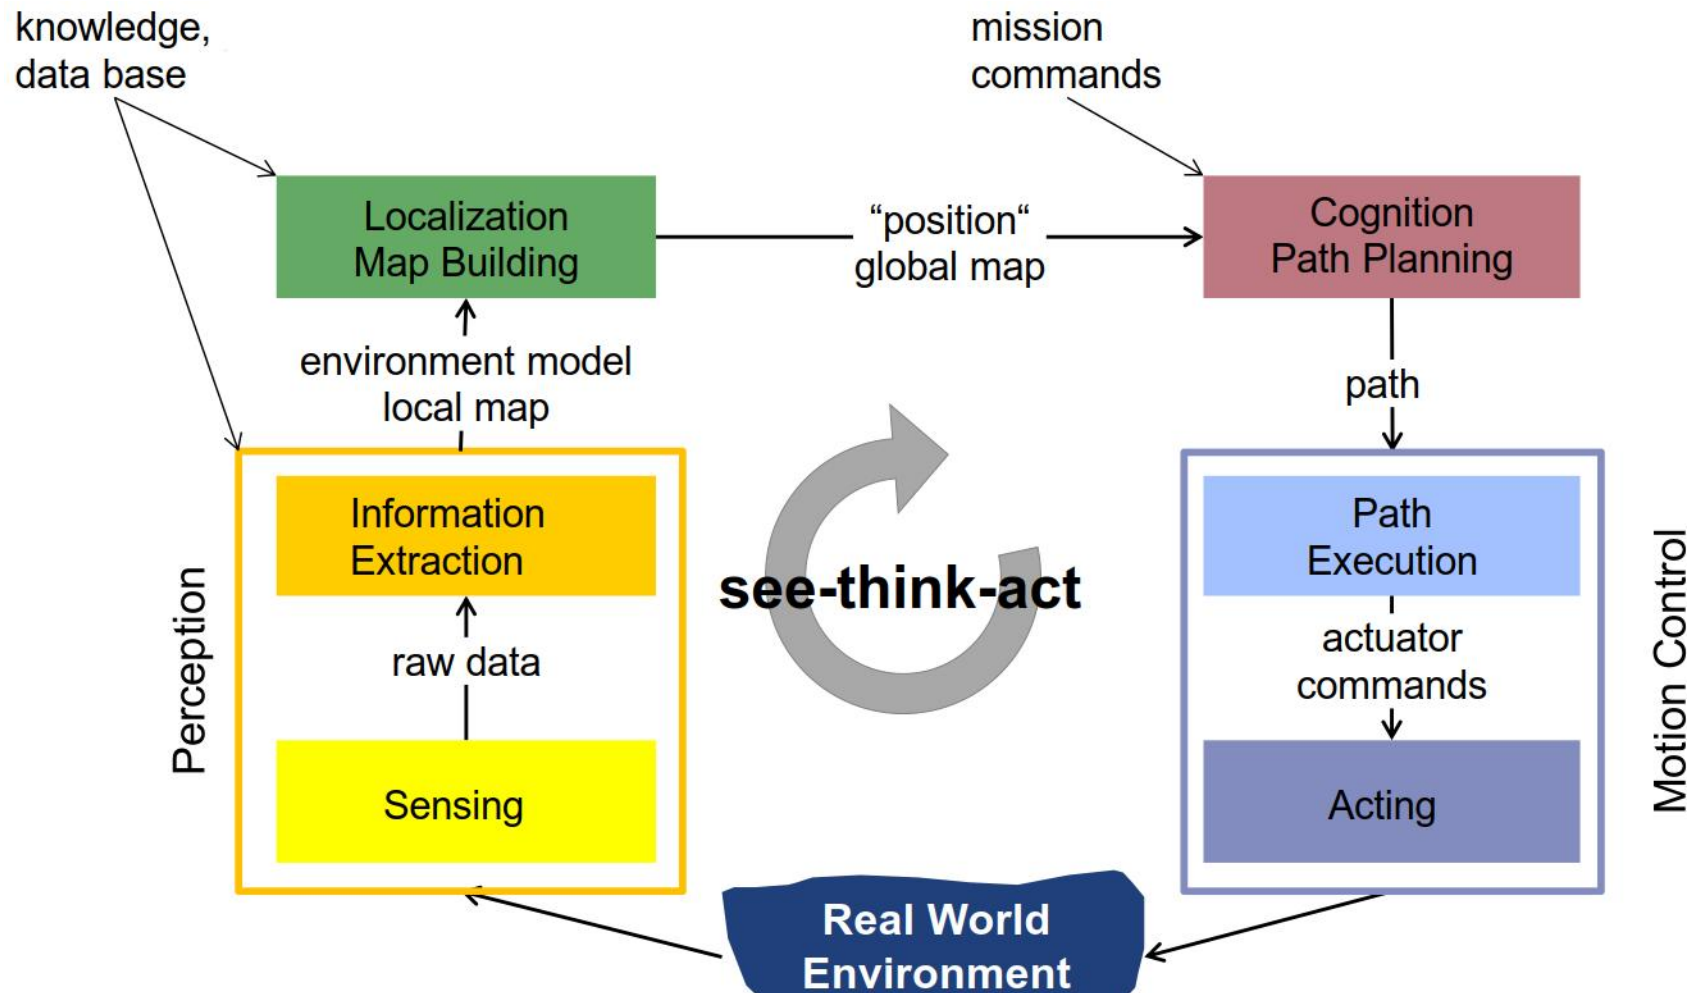 knowledge,
data base
mission
commands
Localization
Map Building
“position“
global map
Cognition
Path Planning
environment model
local map
path
Information
Extraction
Path
Execution
see-think-act
Perception
raw data
actuator
commands
Motion Control
Sensing
Acting
Real World
Environment